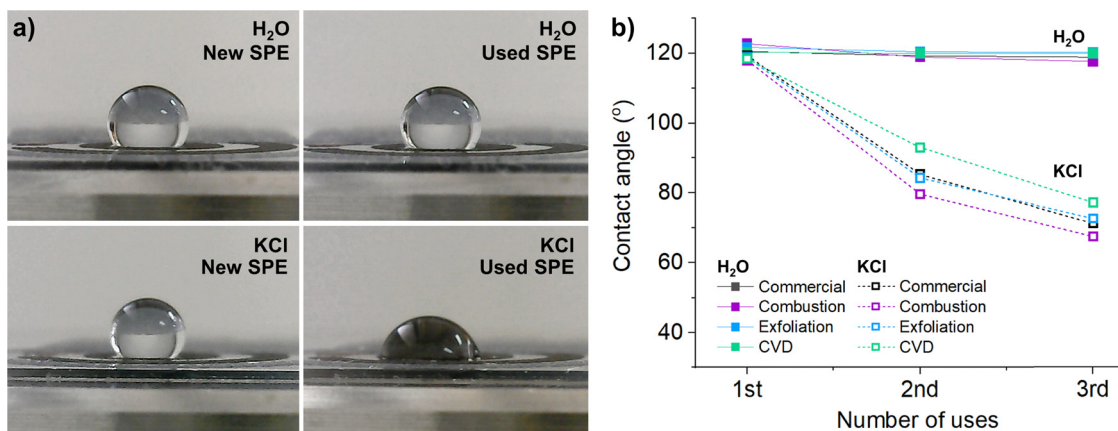 a)
H₂O
New SPE
H₂O
Used SPE
KCl
New SPE
KCl
Used SPE
b)
Contact angle (°)
120
100
80
60
40
H₂O
KCl
H₂O
Commercial
Combustion
Exfoliation
CVD
KCl
Commercial
Combustion
Exfoliation
CVD
1st
2nd
3rd
Number of uses